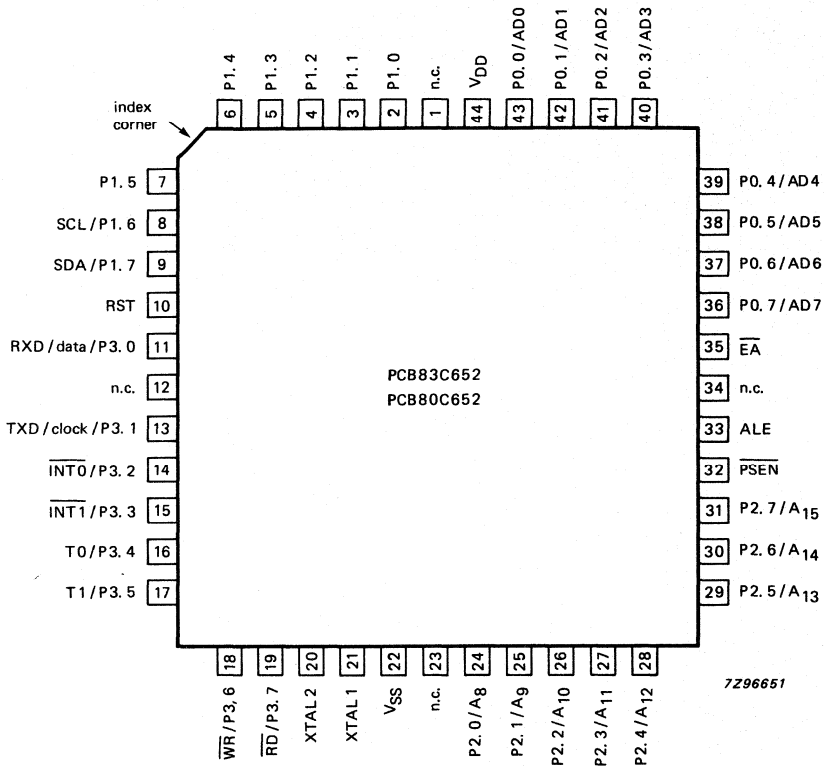 P1.4
P1.3
P1.2
P1.1
P1.0
n.c.
VDD
P0.0/AD0
P0.1/AD1
P0.2/AD2
P0.3/AD3
index
corner
6
5
4
3
2
1
44
43
42
41
40
P1.5 7
SCL/P1.6 8
SDA/P1.7 9
RST 10
RXD/data/P3.0 11
n.c. 12
TXD/clock/P3.1 13
INT0/P3.2 14
INT1/P3.3 15
T0/P3.4 16
T1/P3.5 17
PCB83C652
PCB80C652
39 P0.4/AD4
38 P0.5/AD5
37 P0.6/AD6
36 P0.7/AD7
35 EA
34 n.c.
33 ALE
32 PSEN
31 P2.7/A15
30 P2.6/A14
29 P2.5/A13
18
19
20
21
22
23
24
25
26
27
28
WR/P3,6
RD/P3.7
XTAL2
XTAL1
VSS
n.c.
P2.0/A8
P2.1/A9
P2.2/A10
P2.3/A11
P2.4/A12
7Z96651